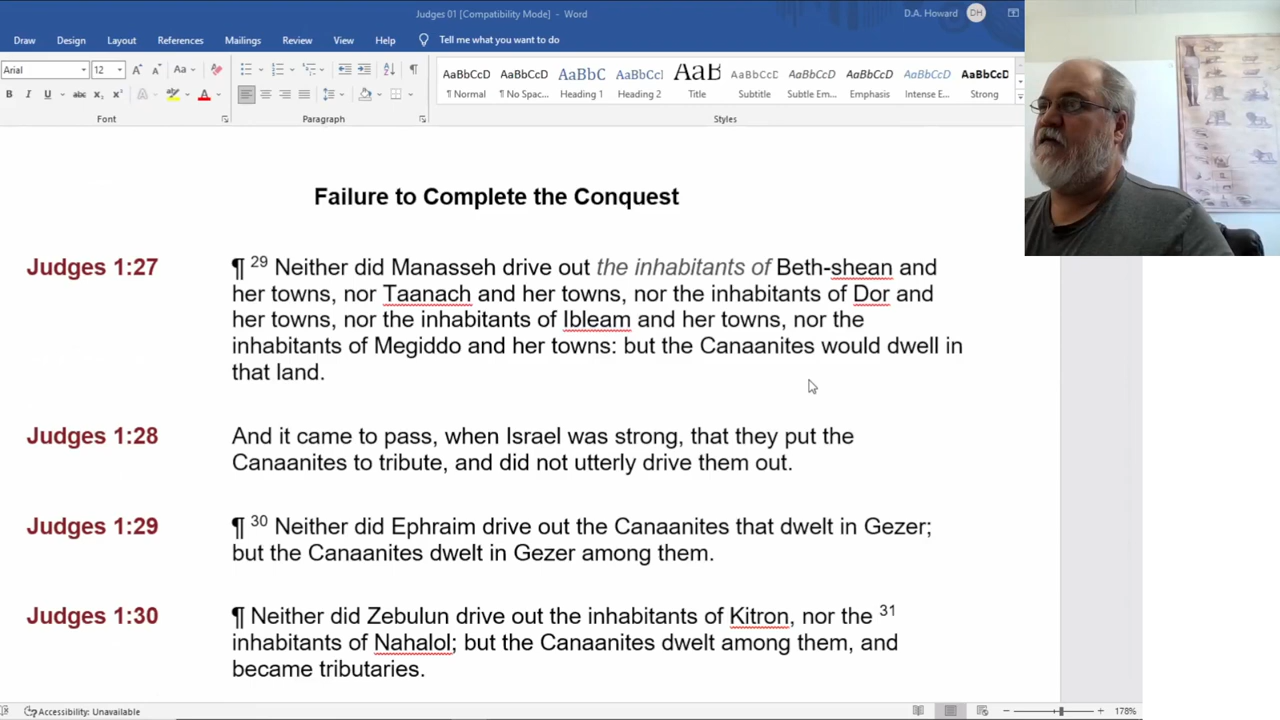 Judges 01 [Compatibility Mode] - Word
D.A. Howard DH
Draw Design Layout References Mailings Review View Help Tell me what you want to do
Arial 12 Aa
B I U abc x₂ x² A A
AaBbCcD AaBbCcD AaBbC AaBbCcI AaB AaBbCcD AaBbCcD AaBbCcD AaBbCcD AaBbCcD
¶ Normal ¶ No Spac... Heading 1 Heading 2 Title Subtitle Subtle Em... Emphasis Intense E... Strong
Font Paragraph Styles
Failure to Complete the Conquest
Judges 1:27 ¶ 29 Neither did Manasseh drive out the inhabitants of Beth-shean and
her towns, nor Taanach and her towns, nor the inhabitants of Dor and
her towns, nor the inhabitants of Ibleam and her towns, nor the
inhabitants of Megiddo and her towns: but the Canaanites would dwell in
that land.
Judges 1:28 And it came to pass, when Israel was strong, that they put the
Canaanites to tribute, and did not utterly drive them out.
Judges 1:29 ¶ 30 Neither did Ephraim drive out the Canaanites that dwelt in Gezer;
but the Canaanites dwelt in Gezer among them.
Judges 1:30 ¶ Neither did Zebulun drive out the inhabitants of Kitron, nor the 31
inhabitants of Nahalol; but the Canaanites dwelt among them, and
became tributaries.
Accessibility: Unavailable 178%